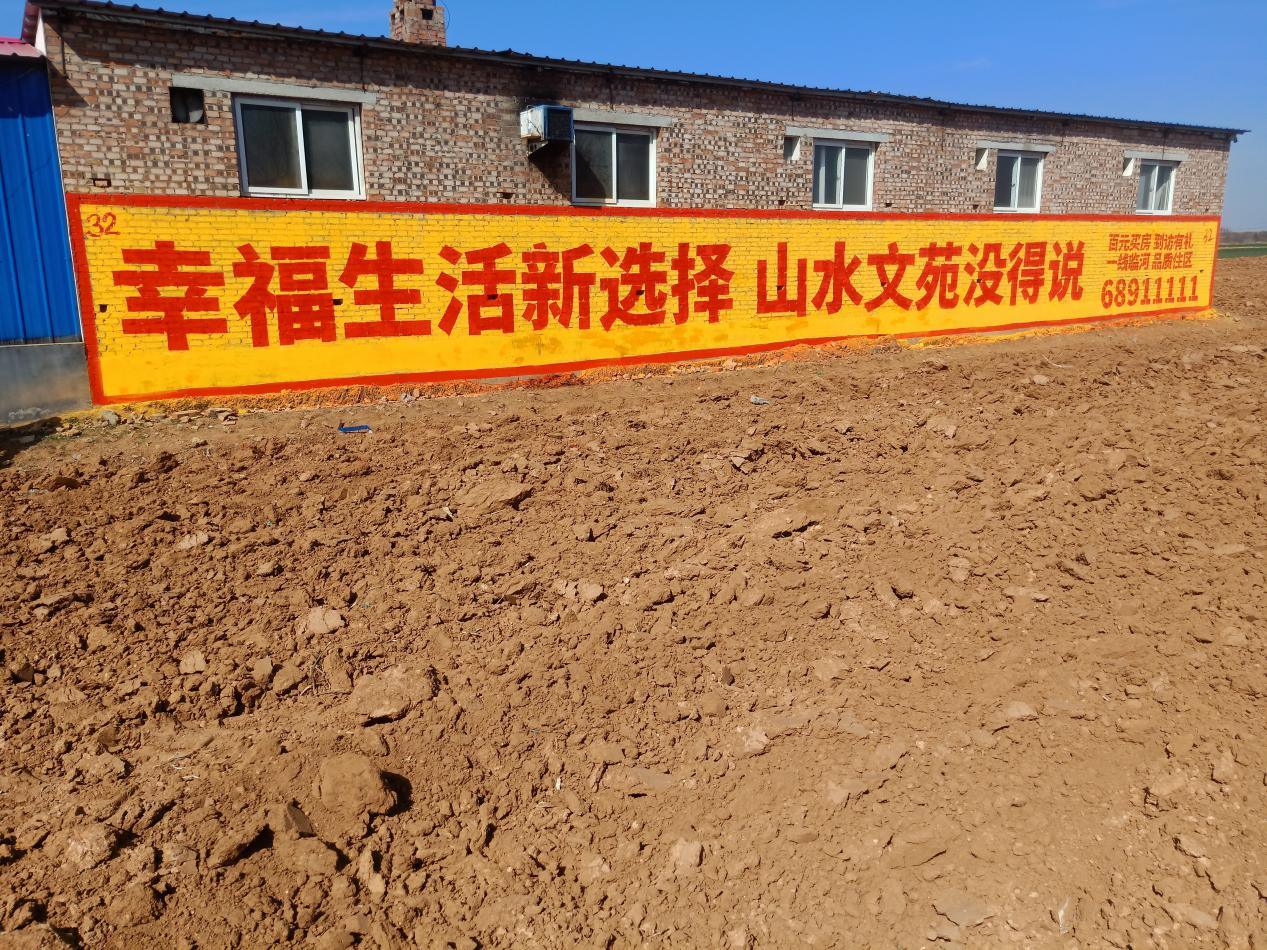 32
幸福生活新选择 山水文苑没得说
百元买房 到访有礼
一线临河 品质住区
68911111
32